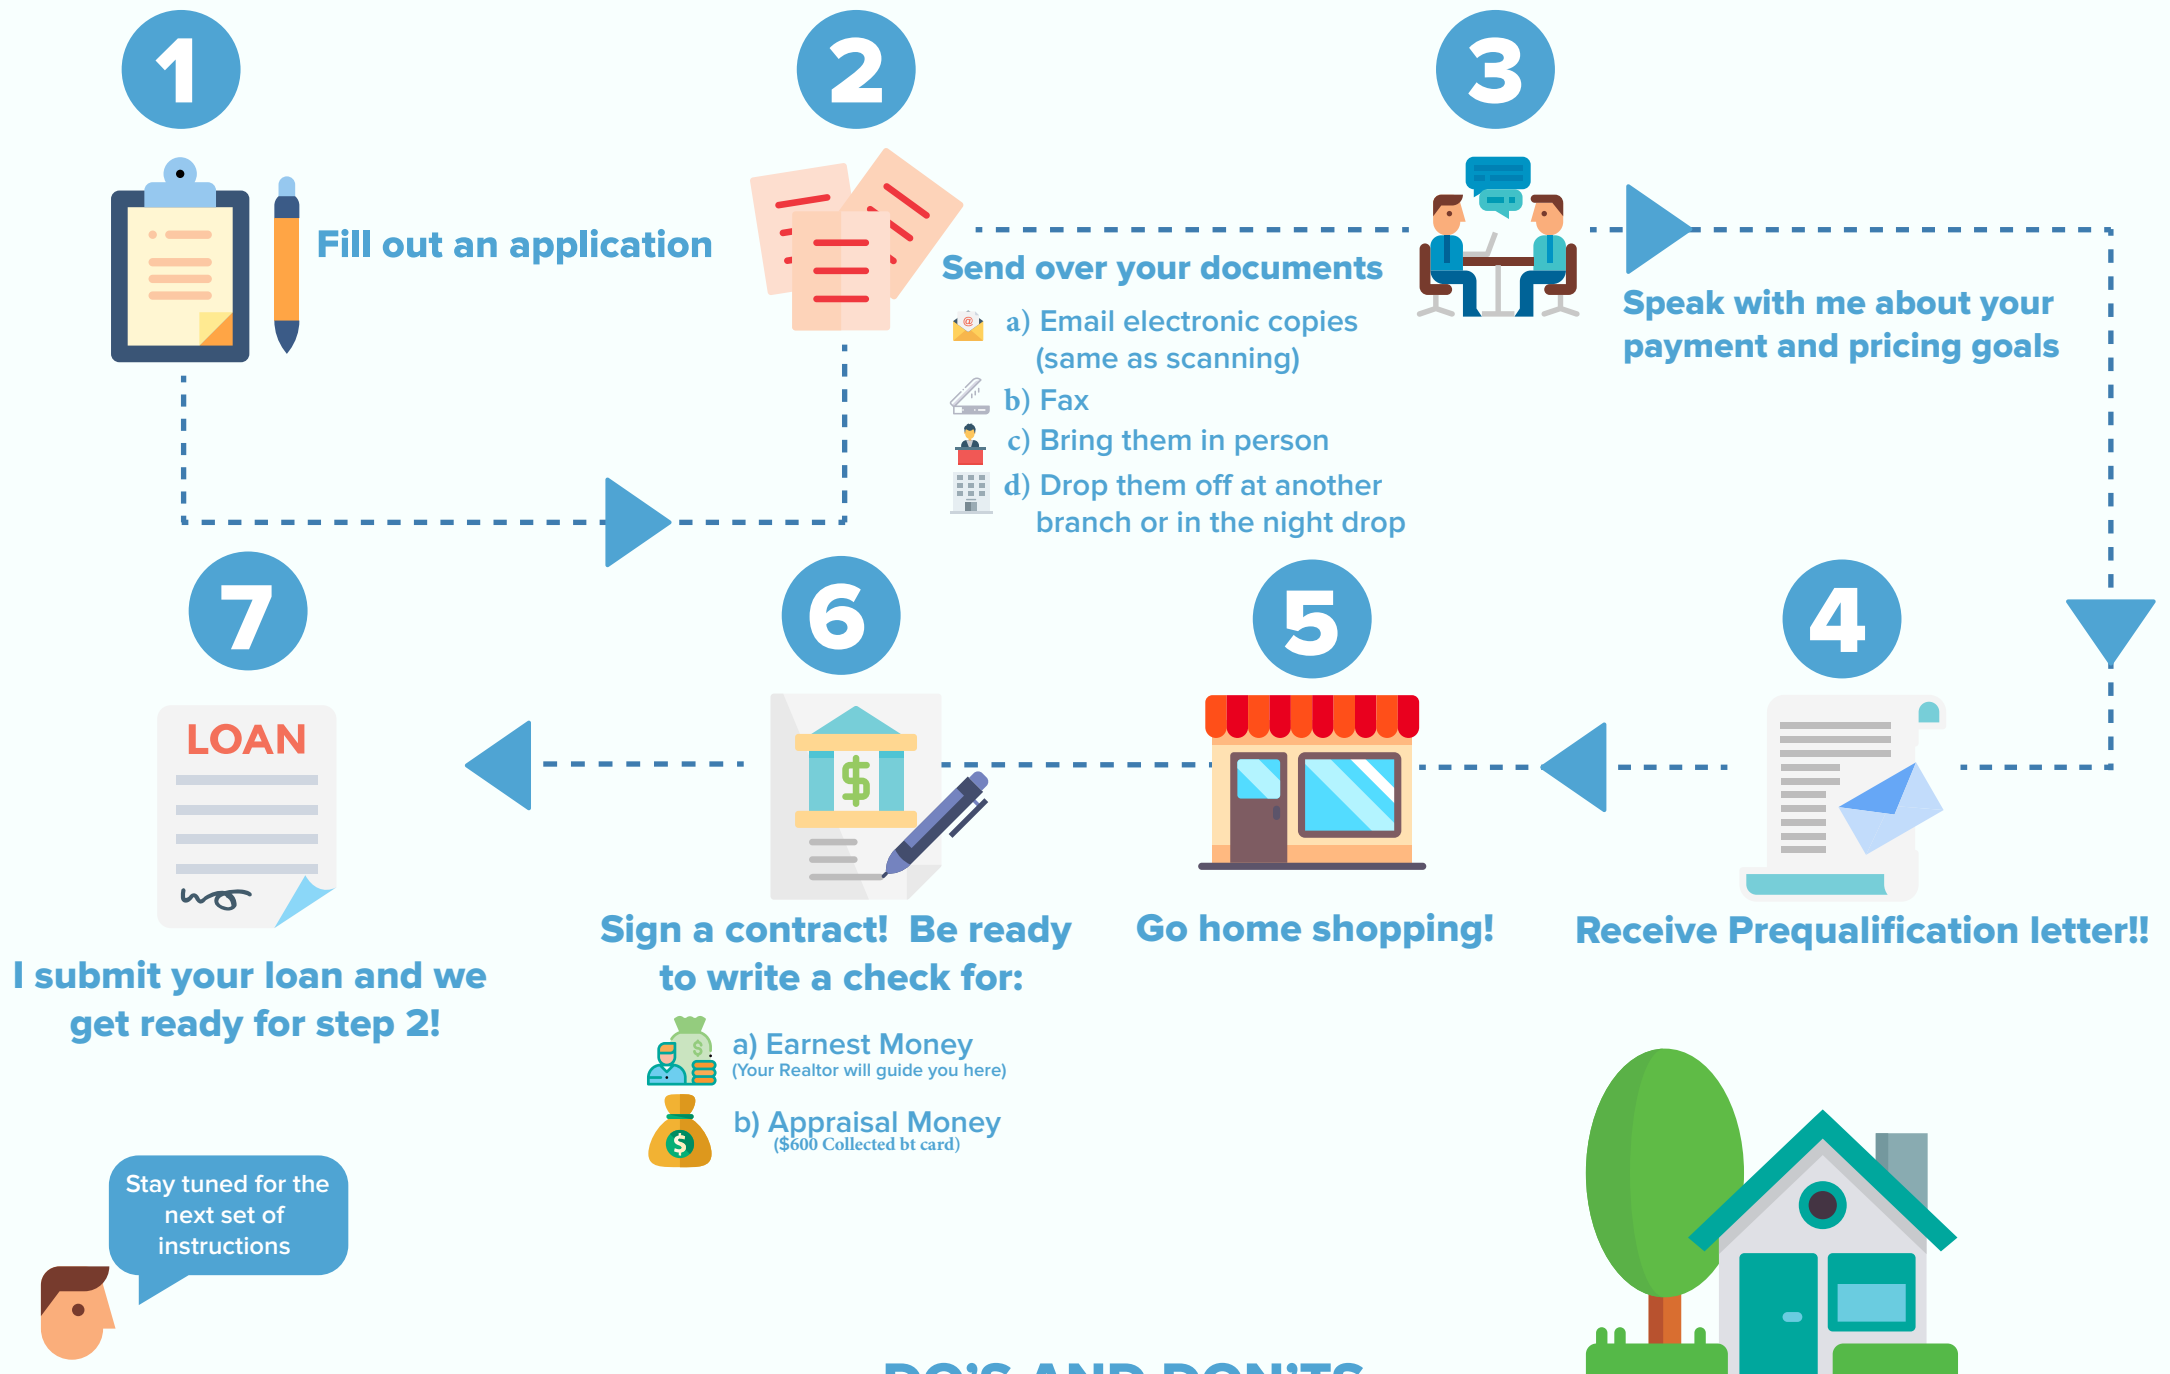 1
2
3
Fill out an application
Send over your documents
a) Email electronic copies
(same as scanning)
b) Fax
c) Bring them in person
d) Drop them off at another
branch or in the night drop
Speak with me about your
payment and pricing goals
7
6
5
4
LOAN
$
@
Sign a contract!  Be ready
to write a check for:
Go home shopping!
Receive Prequalification letter!!
I submit your loan and we
get ready for step 2!
a) Earnest Money
(Your Realtor will guide you here)
$
b) Appraisal Money
($600 Collected bt card)
$
Stay tuned for the
next set of
instructions
DO'S AND DON'TS